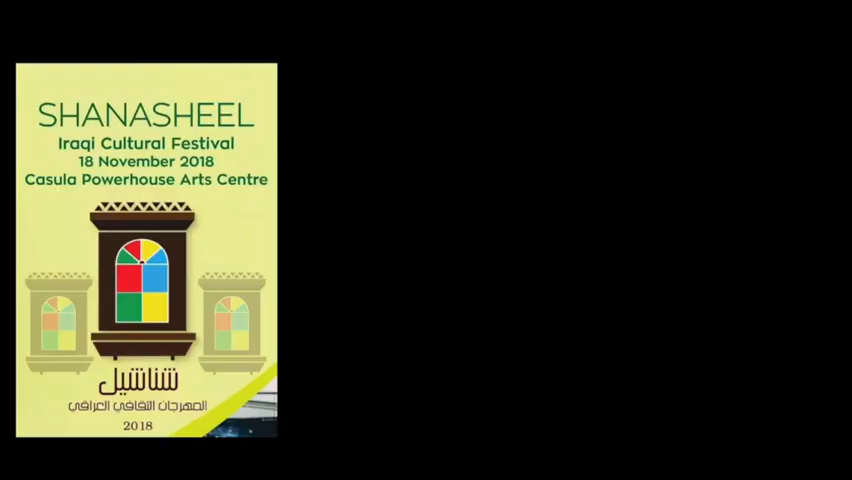 SHANASHEEL
Iraqi Cultural Festival
18 November 2018
Casula Powerhouse Arts Centre
شناشيل
المهرجان الثقافي العراقي
2018